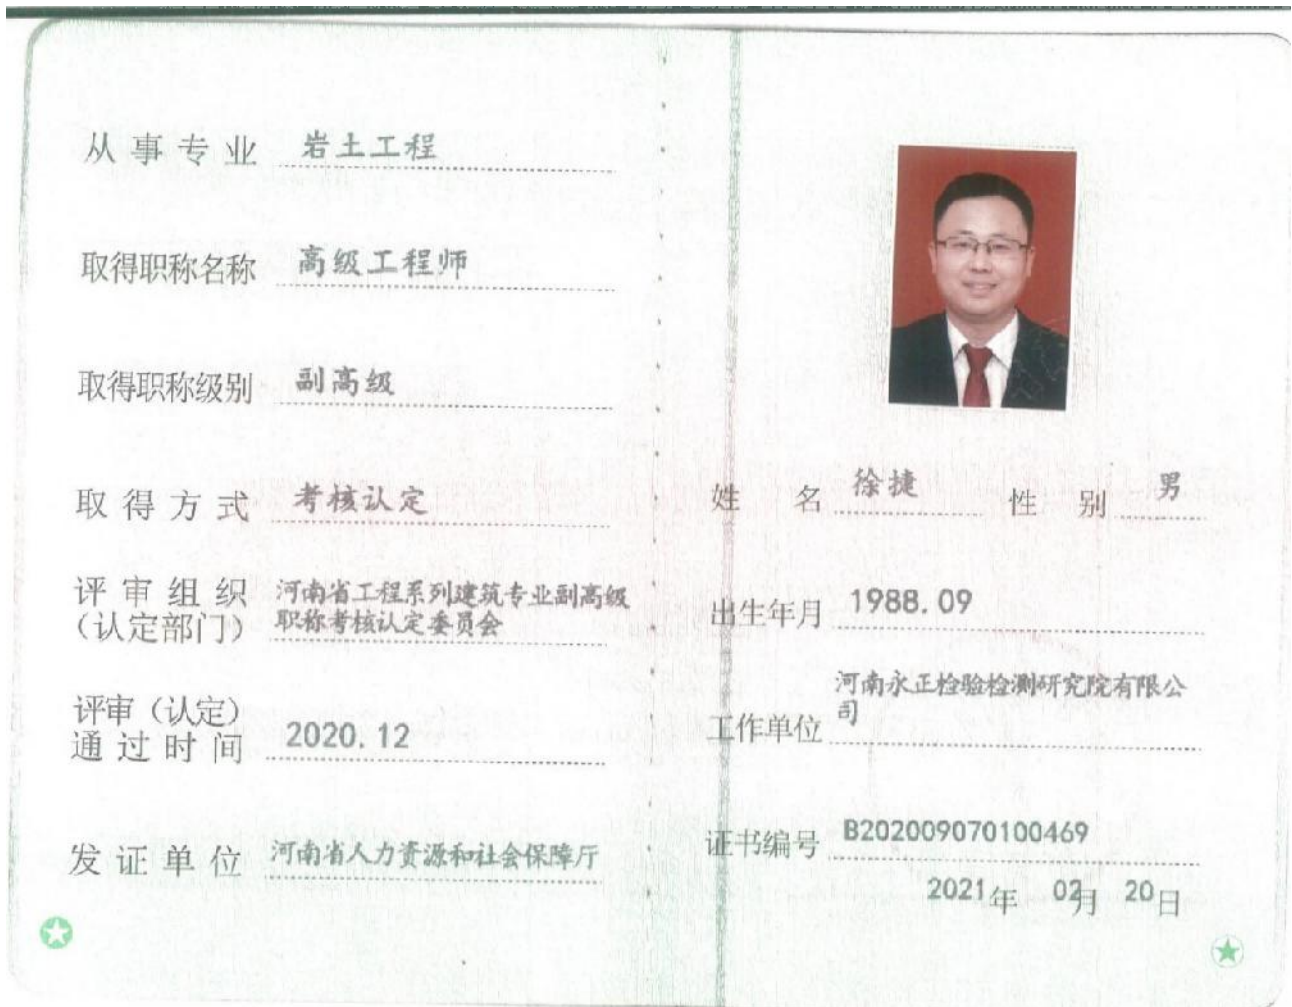 从事专业 岩土工程
取得职称名称 高级工程师
取得职称级别 副高级
取得方式 考核认定
评审组织 河南省工程系列建筑专业副高级
（认定部门） 职称考核认定委员会
评审（认定）
通过时间 2020.12
发证单位 河南省人力资源和社会保障厅
姓名 徐捷 性别 男
出生年月 1988.09
河南永正检验检测研究院有限公
工作单位 司
证书编号 B202009070100469
2021年 02月 20日